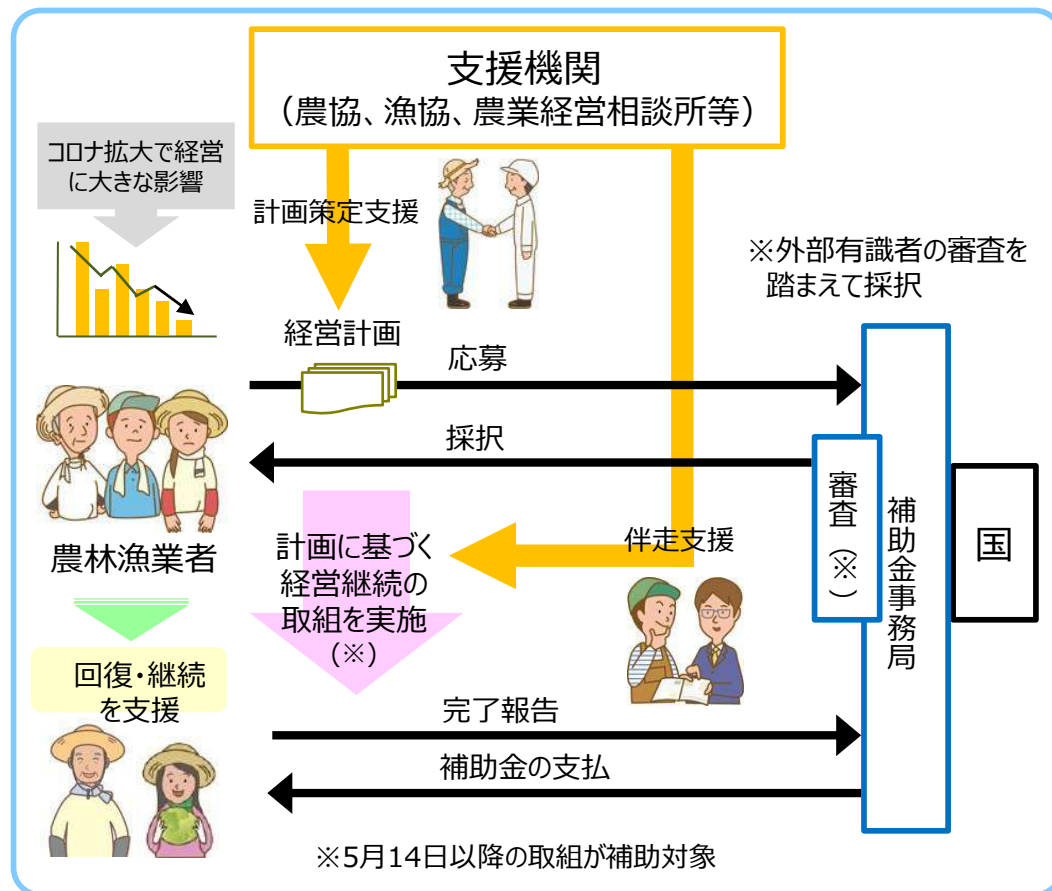 支援機関
（農協、漁協、農業経営相談所等）
コロナ拡大で経営
に大きな影響
計画策定支援
※外部有識者の審査を
踏まえて採択
経営計画
応募
採択
審査（※）
補助金事務局
国
農林漁業者
計画に基づく
経営継続の
取組を実施
（※）
伴走支援
回復・継続
を支援
完了報告
補助金の支払
※5月14日以降の取組が補助対象